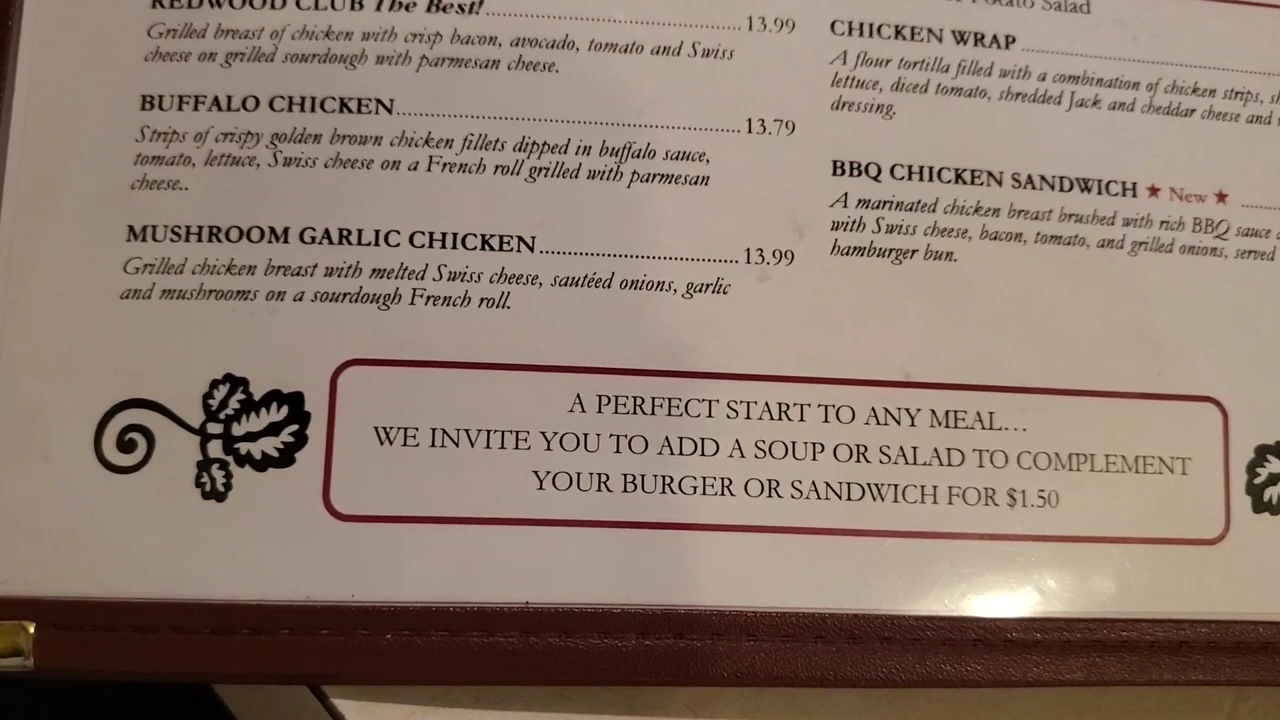 REDWOOD CLUB The Best! 13.99
Grilled breast of chicken with crisp bacon, avocado, tomato and Swiss
cheese on grilled sourdough with parmesan cheese.
BUFFALO CHICKEN 13.79
Strips of crispy golden brown chicken fillets dipped in buffalo sauce,
tomato, lettuce, Swiss cheese on a French roll grilled with parmesan
cheese..
MUSHROOM GARLIC CHICKEN 13.99
Grilled chicken breast with melted Swiss cheese, sautéed onions, garlic
and mushrooms on a sourdough French roll.
Potato Salad
CHICKEN WRAP
A flour tortilla filled with a combination of chicken strips,
lettuce, diced tomato, shredded Jack and cheddar cheese and
dressing.
BBQ CHICKEN SANDWICH ★ New ★
A marinated chicken breast brushed with rich BBQ sauce
with Swiss cheese, bacon, tomato, and grilled onions, served
hamburger bun.
A PERFECT START TO ANY MEAL...
WE INVITE YOU TO ADD A SOUP OR SALAD TO COMPLEMENT
YOUR BURGER OR SANDWICH FOR $1.50